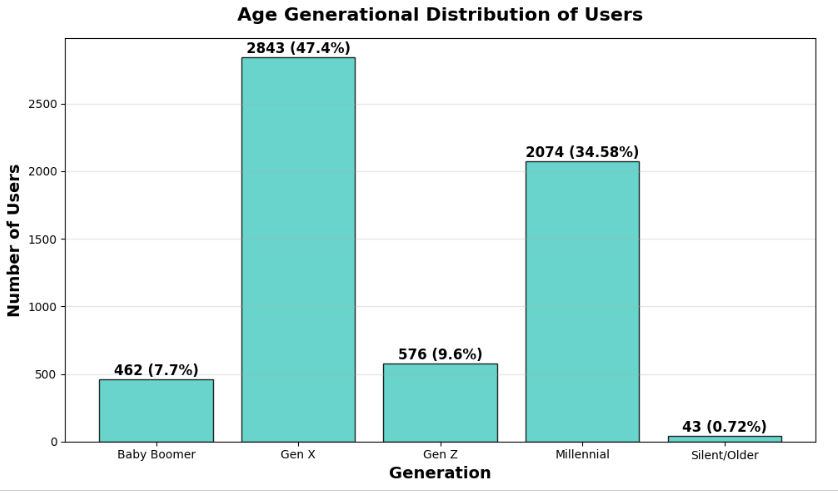 Age Generational Distribution of Users
Number of Users
2500
2000
1500
1000
500
0
462 (7.7%)
2843 (47.4%)
576 (9.6%)
2074 (34.58%)
43 (0.72%)
Baby Boomer
Gen X
Gen Z
Millennial
Silent/Older
Generation